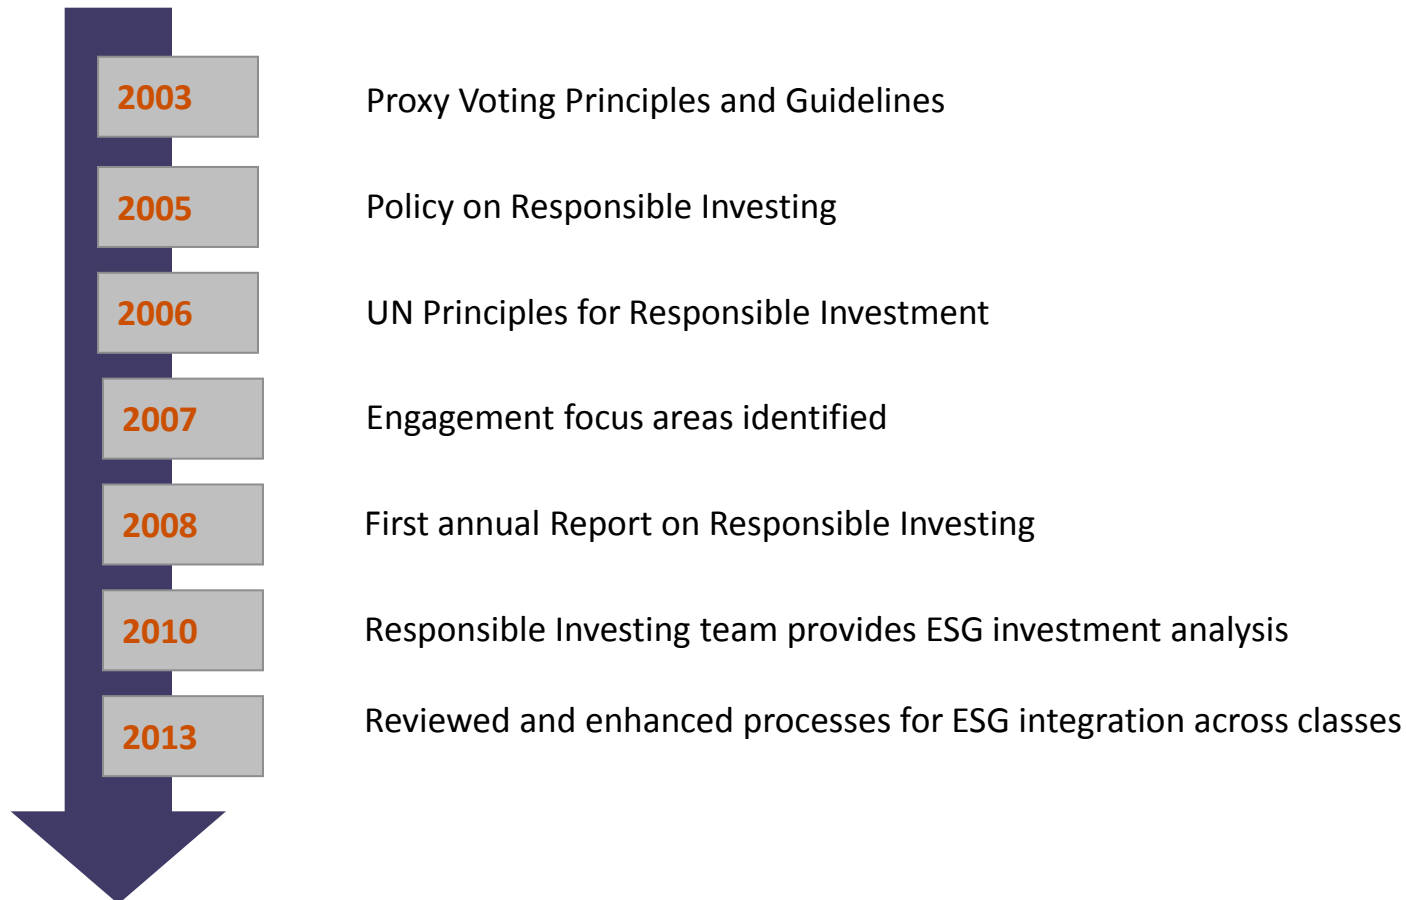 2003 Proxy Voting Principles and Guidelines
2005 Policy on Responsible Investing
2006 UN Principles for Responsible Investment
2007 Engagement focus areas identified
2008 First annual Report on Responsible Investing
2010 Responsible Investing team provides ESG investment analysis
2013 Reviewed and enhanced processes for ESG integration across classes